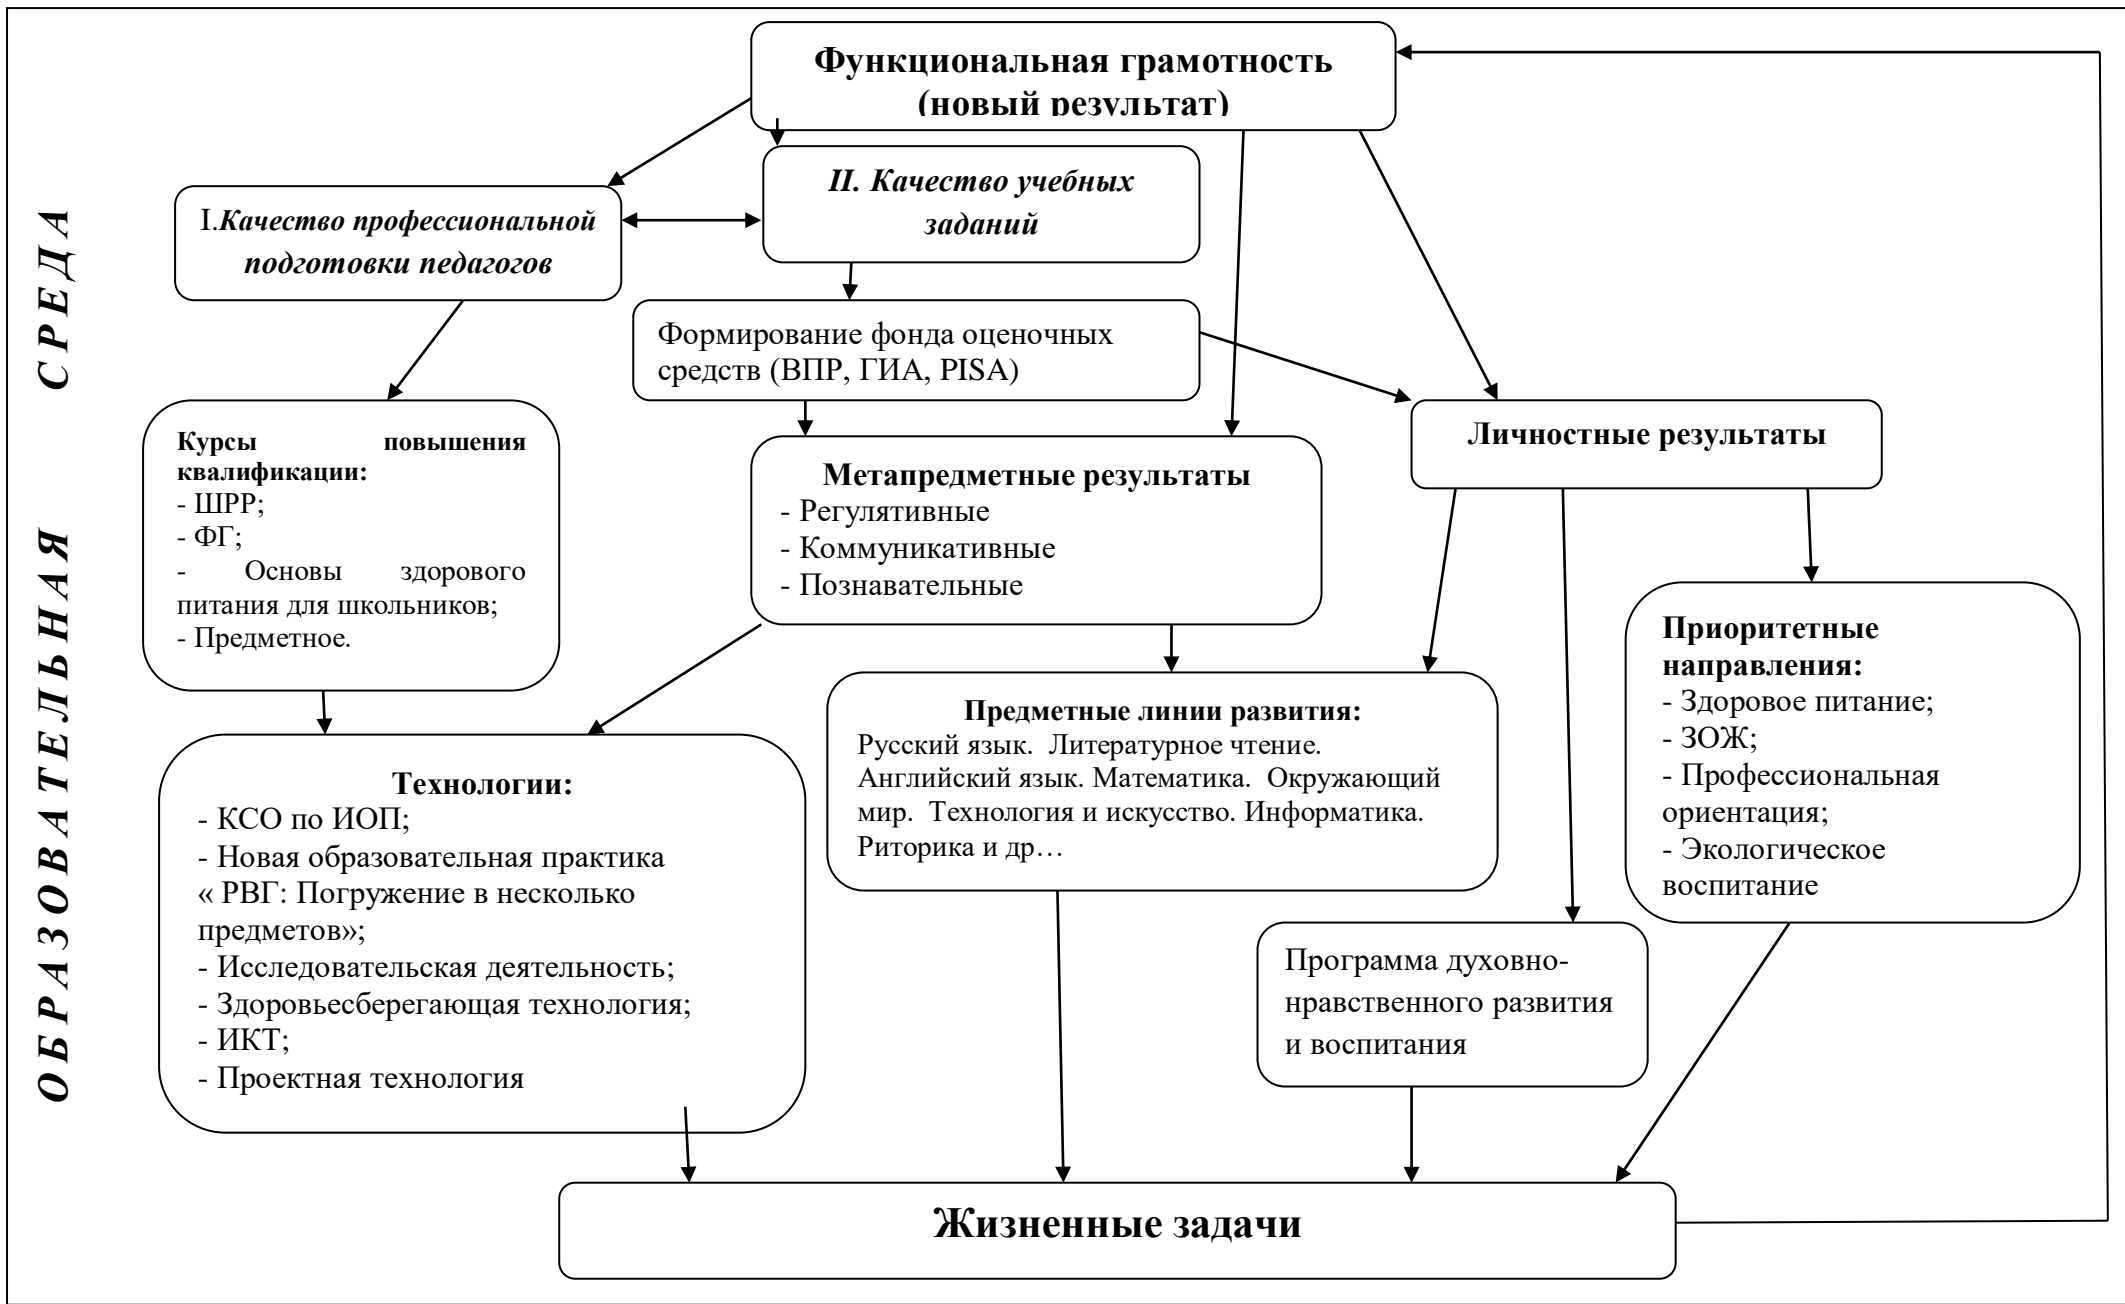 Функциональная грамотность
(новый результат)
II. Качество учебных
заданий
I.Качество профессиональной
подготовки педагогов
Формирование фонда оценочных
средств (ВПР, ГИА, PISA)
Личностные результаты
Курсы повышения
квалификации:
- ШРР;
- ФГ;
- Основы здорового
питания для школьников;
- Предметное.
Метапредметные результаты
- Регулятивные
- Коммуникативные
- Познавательные
Приоритетные
направления:
- Здоровое питание;
- ЗОЖ;
- Профессиональная
ориентация;
- Экологическое
воспитание
Предметные линии развития:
Русский язык. Литературное чтение.
Английский язык. Математика. Окружающий
мир. Технология и искусство. Информатика.
Риторика и др…
Технологии:
- КСО по ИОП;
- Новая образовательная практика
« РВГ: Погружение в несколько
предметов»;
- Исследовательская деятельность;
- Здоровьесберегающая технология;
- ИКТ;
- Проектная технология
Программа духовно-
нравственного развития
и воспитания
Жизненные задачи
ОБРАЗОВАТЕЛЬНАЯ СРЕДА